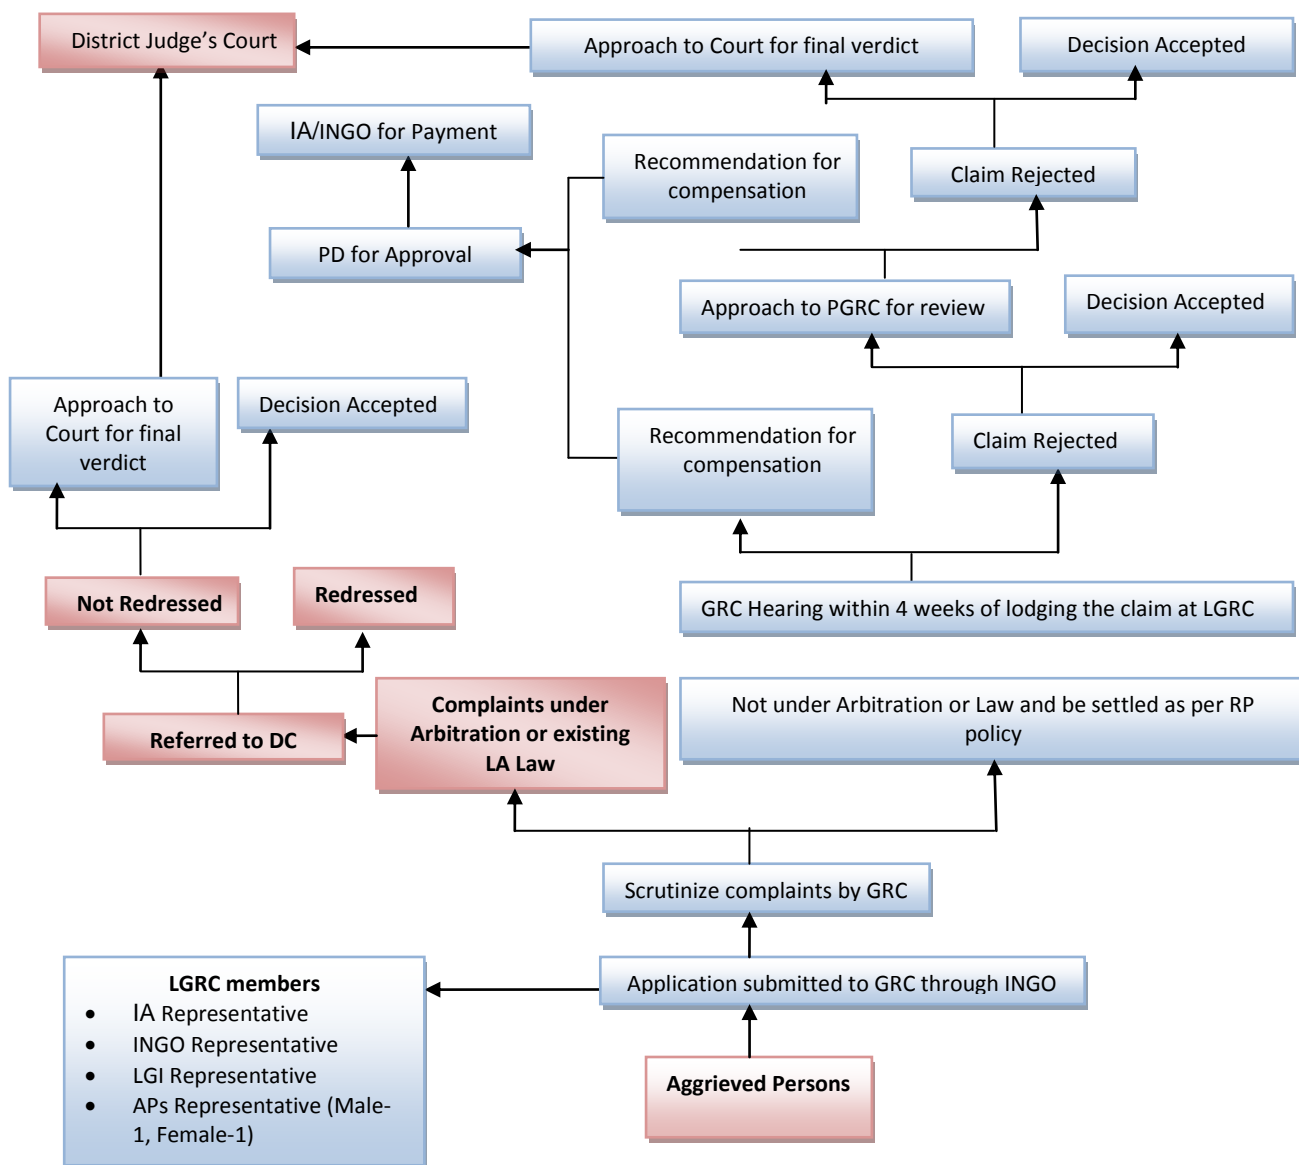 District Judge's Court
Approach to Court for final verdict
Decision Accepted
IA/INGO for Payment
Recommendation for
compensation
Claim Rejected
PD for Approval
Approach to PGRC for review
Decision Accepted
Approach to
Court for final
verdict
Decision Accepted
Recommendation for
compensation
Claim Rejected
Not Redressed
Redressed
GRC Hearing within 4 weeks of lodging the claim at LGRC
Referred to DC
Complaints under
Arbitration or existing
LA Law
Not under Arbitration or Law and be settled as per RP
policy
Scrutinize complaints by GRC
LGRC members
• IA Representative
• INGO Representative
• LGI Representative
• APs Representative (Male-
1, Female-1)
Application submitted to GRC through INGO
Aggrieved Persons